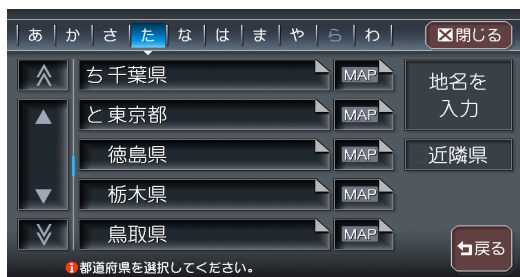 あ か さ た な は ま や ら わ 閉じる
ち 千葉県 MAP
と 東京都 MAP
徳島県 MAP
栃木県 MAP
鳥取県 MAP
地名を
入力
近隣県
戻る
都道府県を選択してください。